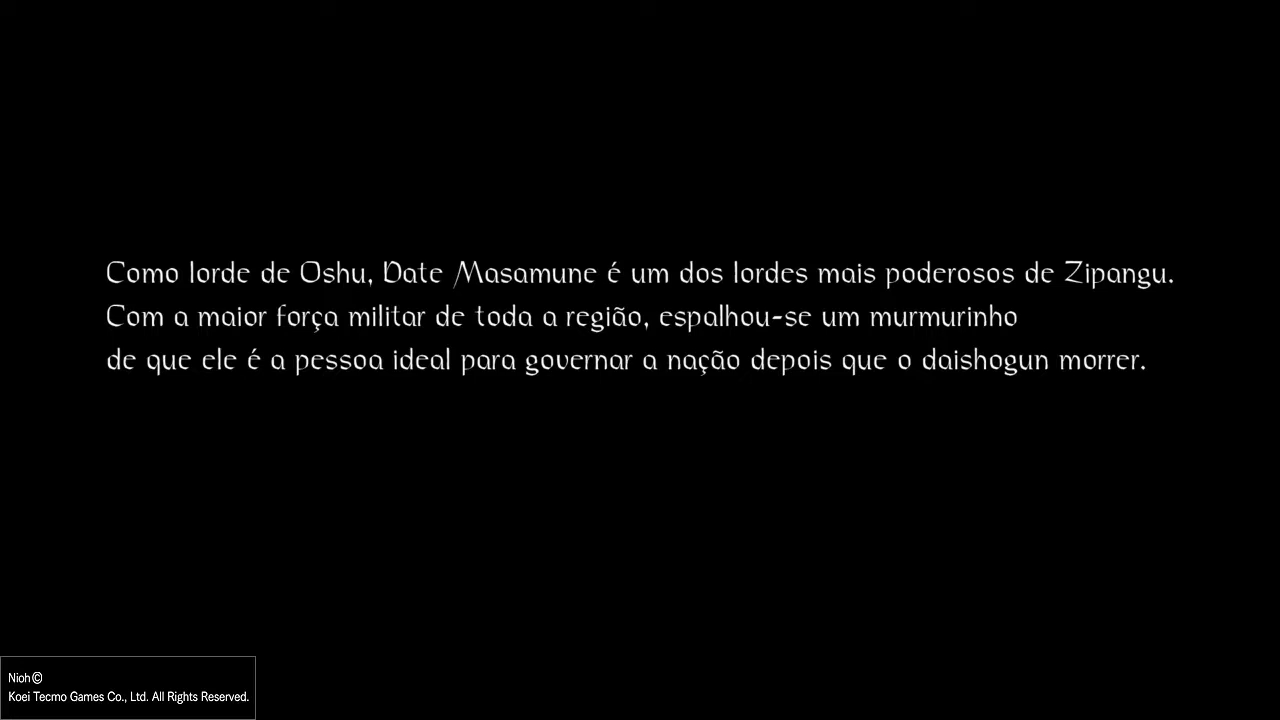 Como lorde de Oshu, Date Masamune é um dos lordes mais poderosos de Zipangu.
Com a maior força militar de toda a região, espalhou-se um murmurinho
de que ele é a pessoa ideal para governar a nação depois que o daishogun morrer.
Nioh©
Koei Tecmo Games Co., Ltd. All Rights Reserved.